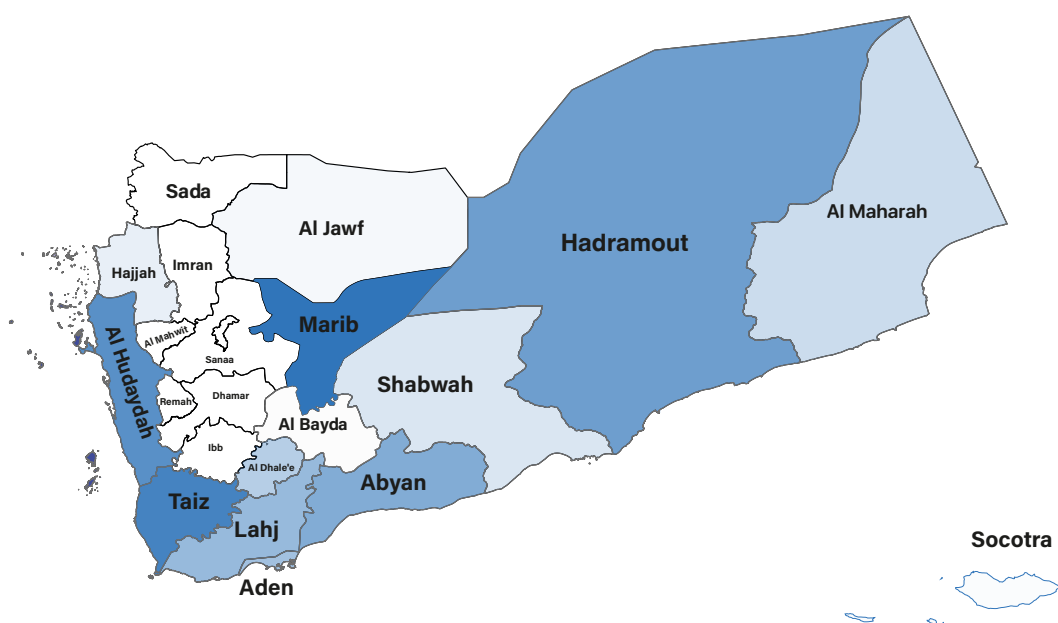 Sada
Al Jawf
Hadramout
Al Maharah
Hajjah
Imran
Marib
Al Mahwit
Sanaa
Al Hudaydah
Shabwah
Remah
Dhamar
Al Bayda
Ibb
Al Dhale'e
Abyan
Taiz
Lahj
Aden
Socotra